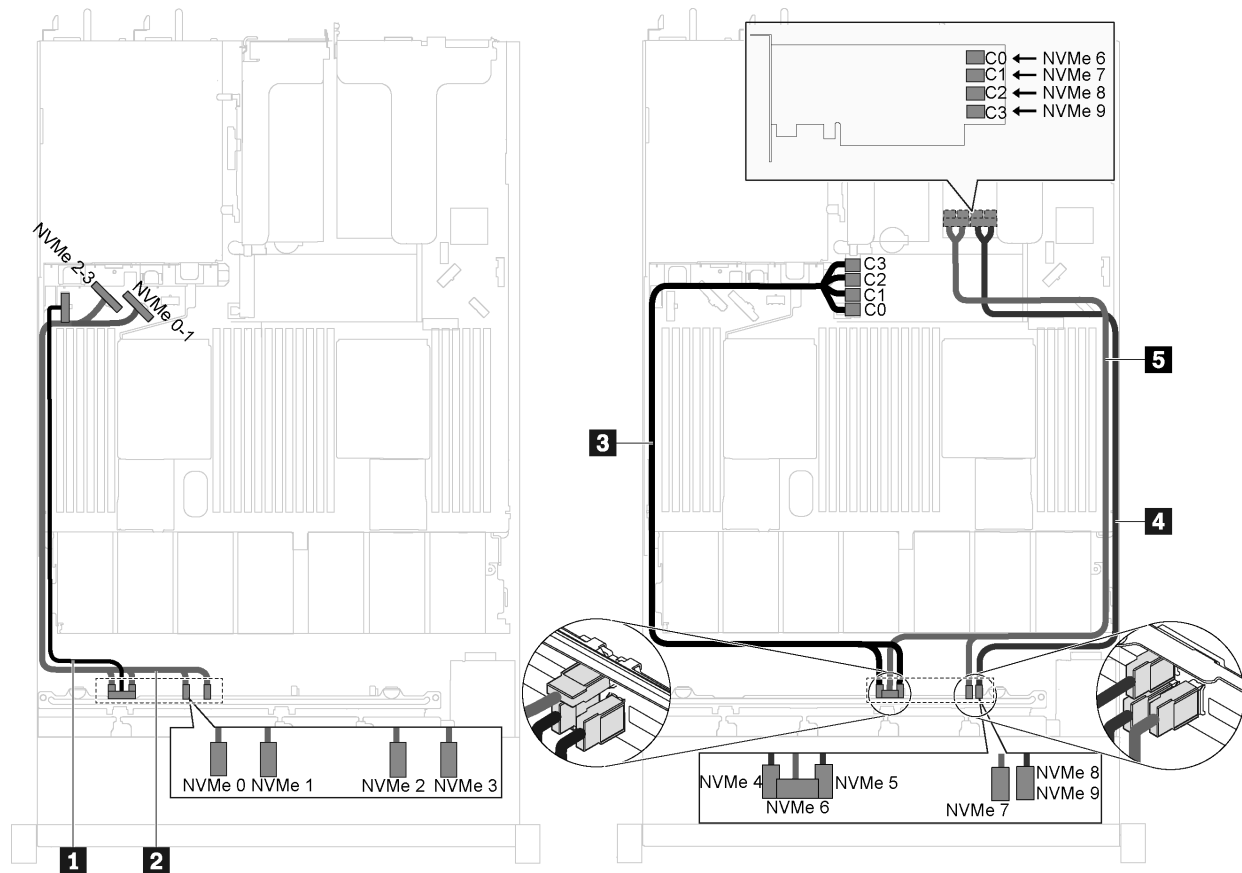 NVMe 2-3
NVMe 0-1
NVMe 0
NVMe 1
NVMe 2
NVMe 3
1
2
C0 ← NVMe 6
C1 ← NVMe 7
C2 ← NVMe 8
C3 ← NVMe 9
C3
C2
C1
C0
5
3
4
NVMe 4
NVMe 5
NVMe 6
NVMe 7
NVMe 8
NVMe 9